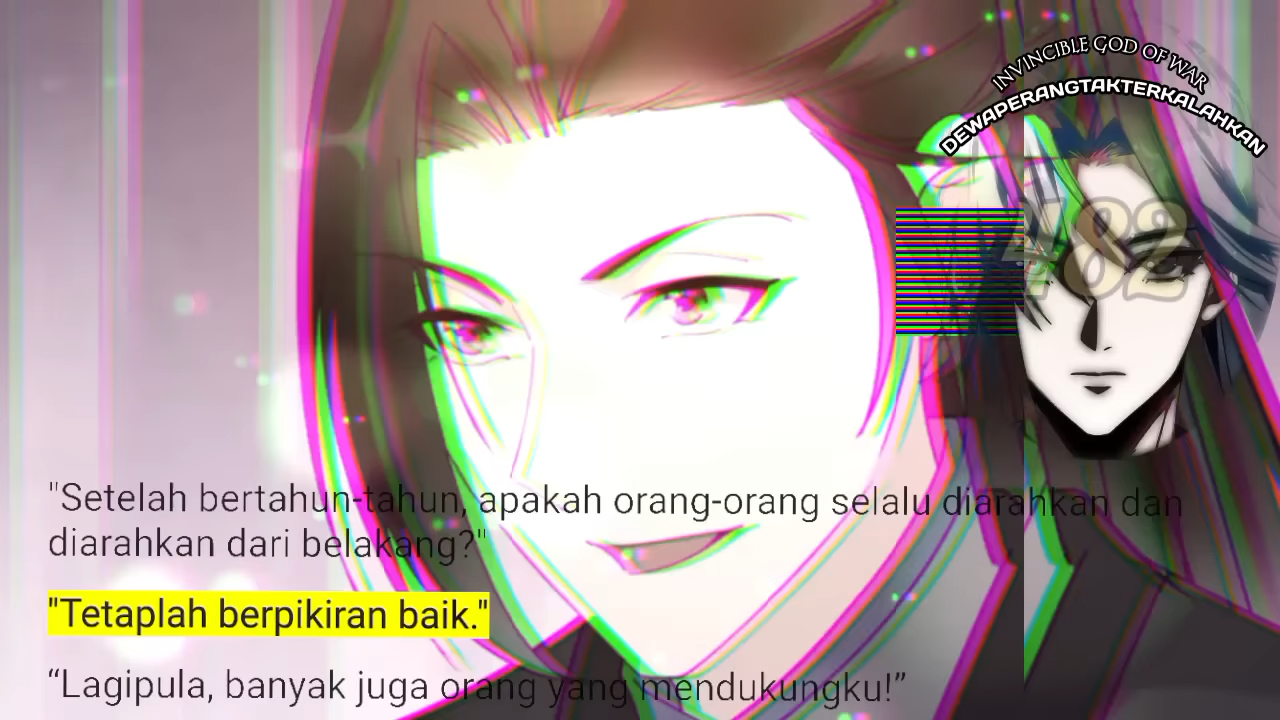 INVINCIBLE GOD OF WAR
DEWAPERANGTAKTERKALAHKAN
482
"Setelah bertahun-tahun, apakah orang-orang selalu diarahkan dan
diarahkan dari belakang?"
"Tetaplah berpikiran baik."
“Lagipula, banyak juga orang yang mendukungku!”